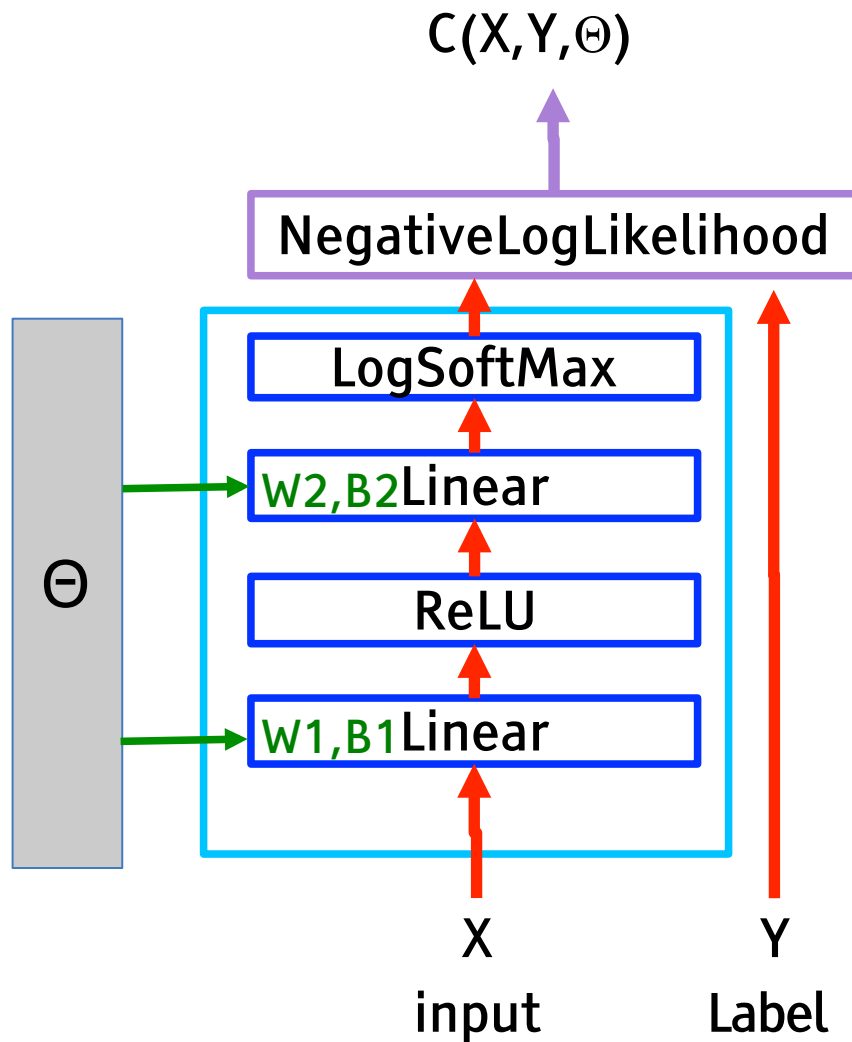 C(X,Y,Θ)
NegativeLogLikelihood
LogSoftMax
W2,B2Linear
Θ
ReLU
W1,B1Linear
X Y
input Label